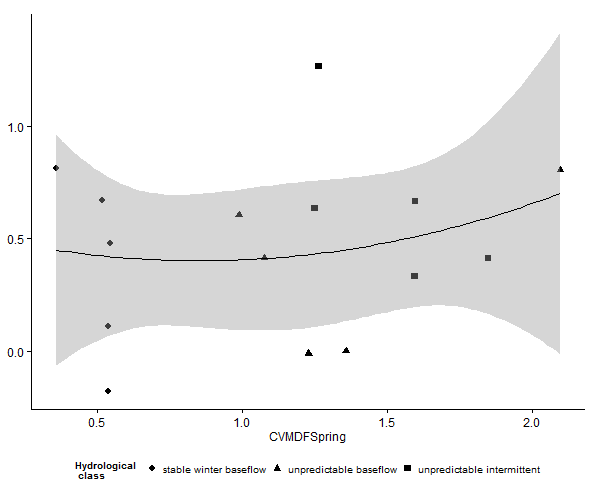 1.0
0.5
0.0
0.5 1.0 1.5 2.0
CVMDFSpring
Hydrological
class
stable winter baseflow unpredictable baseflow unpredictable intermittent